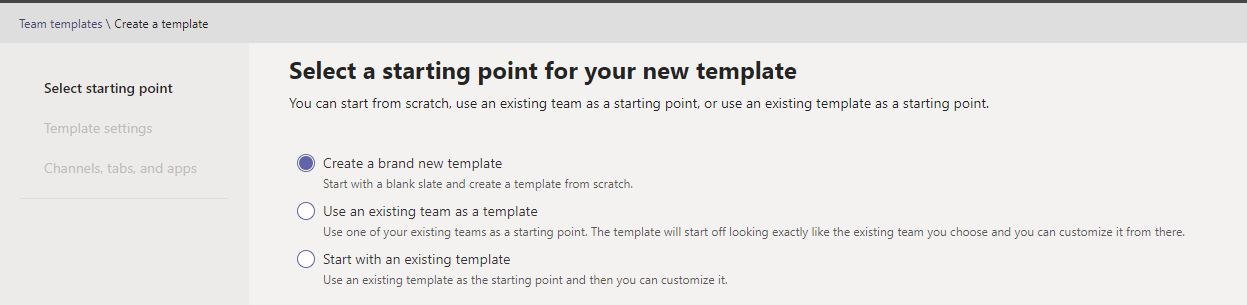 Team templates \ Create a template
Select starting point
Template settings
Channels, tabs, and apps
Select a starting point for your new template
You can start from scratch, use an existing team as a starting point, or use an existing template as a starting point.
Create a brand new template
Start with a blank slate and create a template from scratch.
Use an existing team as a template
Use one of your existing teams as a starting point. The template will start off looking exactly like the existing team you choose and you can customize it from there.
Start with an existing template
Use an existing template as the starting point and then you can customize it.